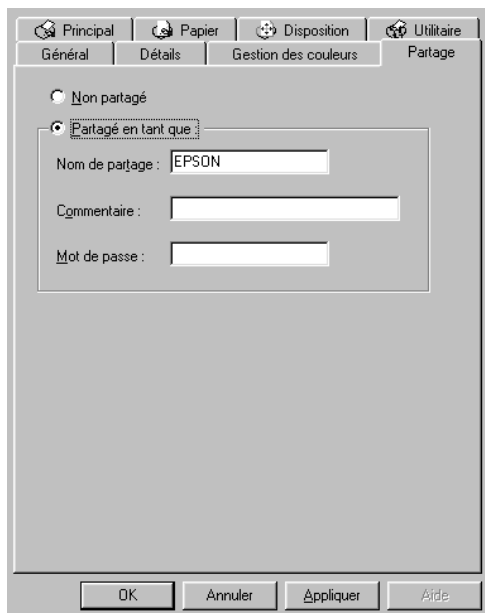 Principal Papier Disposition Utilitaire
Général Détails Gestion des couleurs Partage
Non partagé
Partagé en tant que :
Nom de partage : EPSON
Commentaire :
Mot de passe :
OK Annuler Appliquer Aide